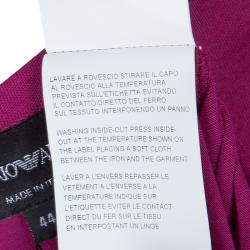 LAVARE A ROVESCIO STIRARE IL CAPO
AL ROVESCIO ALLA TEMPERATURA
PREVISTA SULL'ETICHETTA EVITANDO
IL CONTATTO DIRETTO DEL FERRO
SUL TESSUTO INTERPONENDO UN PANNO
WASHING INSIDE-OUT PRESS INSIDE-
OUT AT THE TEMPERATURE SHOWN ON
THE LABEL PLACING A SOFT CLOTH
BETWEEN THE IRON AND THE GARMENT
LAVER A L'ENVERS REPASSER LE
VETEMENT A L'ENVERSE A LA
TEMPERATURE INDIQUE SUR
L'ETIQUETTE EVITER LE CONTACT
DIRECT DU FER SUR LE TISSU
EN INTERPOSTANT UN LINGE
MADE IN
44